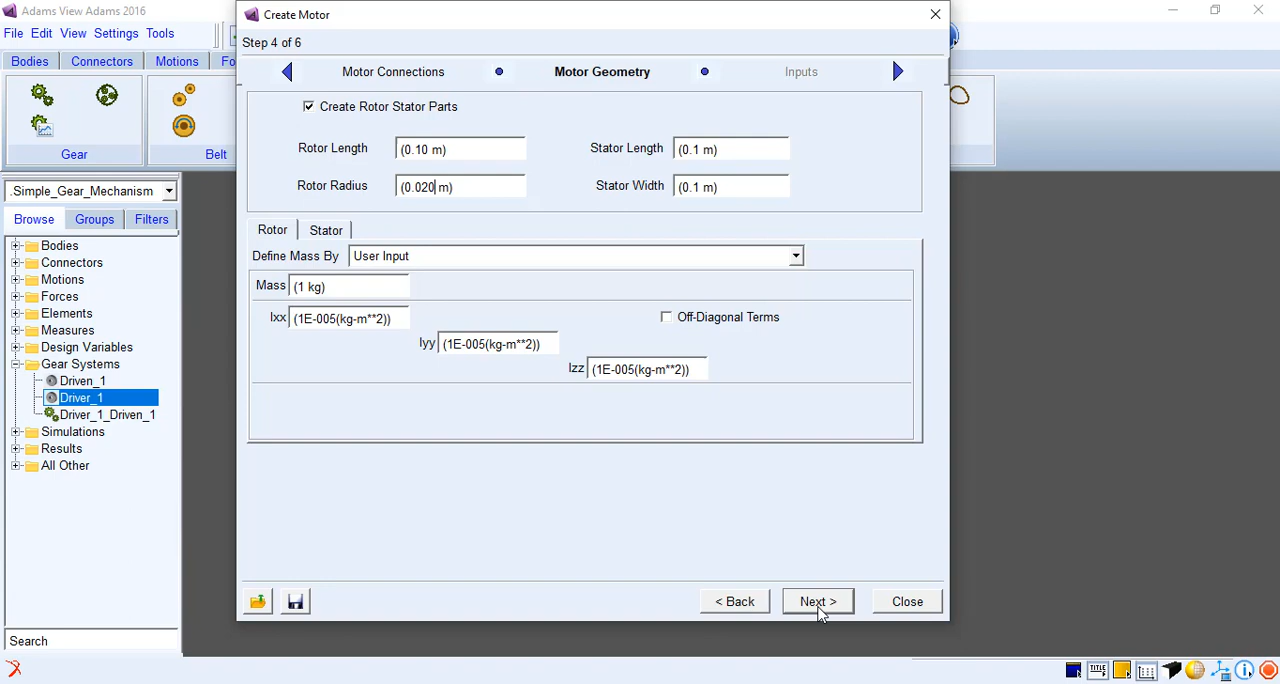 Adams View Adams 2016
File Edit View Settings Tools
Bodies Connectors Motions Fo
Gear Belt
.Simple_Gear_Mechanism
Browse Groups Filters
Bodies
Connectors
Motions
Forces
Elements
Measures
Design Variables
Gear Systems
Driven_1
Driver_1
Driver_1_Driven_1
Simulations
Results
All Other
Search
Create Motor
Step 4 of 6
Motor Connections Motor Geometry Inputs
Create Rotor Stator Parts
Rotor Length (0.10 m) Stator Length (0.1 m)
Rotor Radius (0.020 m) Stator Width (0.1 m)
Rotor Stator
Define Mass By User Input
Mass (1 kg)
Ixx (1E-005(kg-m**2)) Off-Diagonal Terms
Iyy (1E-005(kg-m**2))
Izz (1E-005(kg-m**2))
< Back Next > Close
TITLE